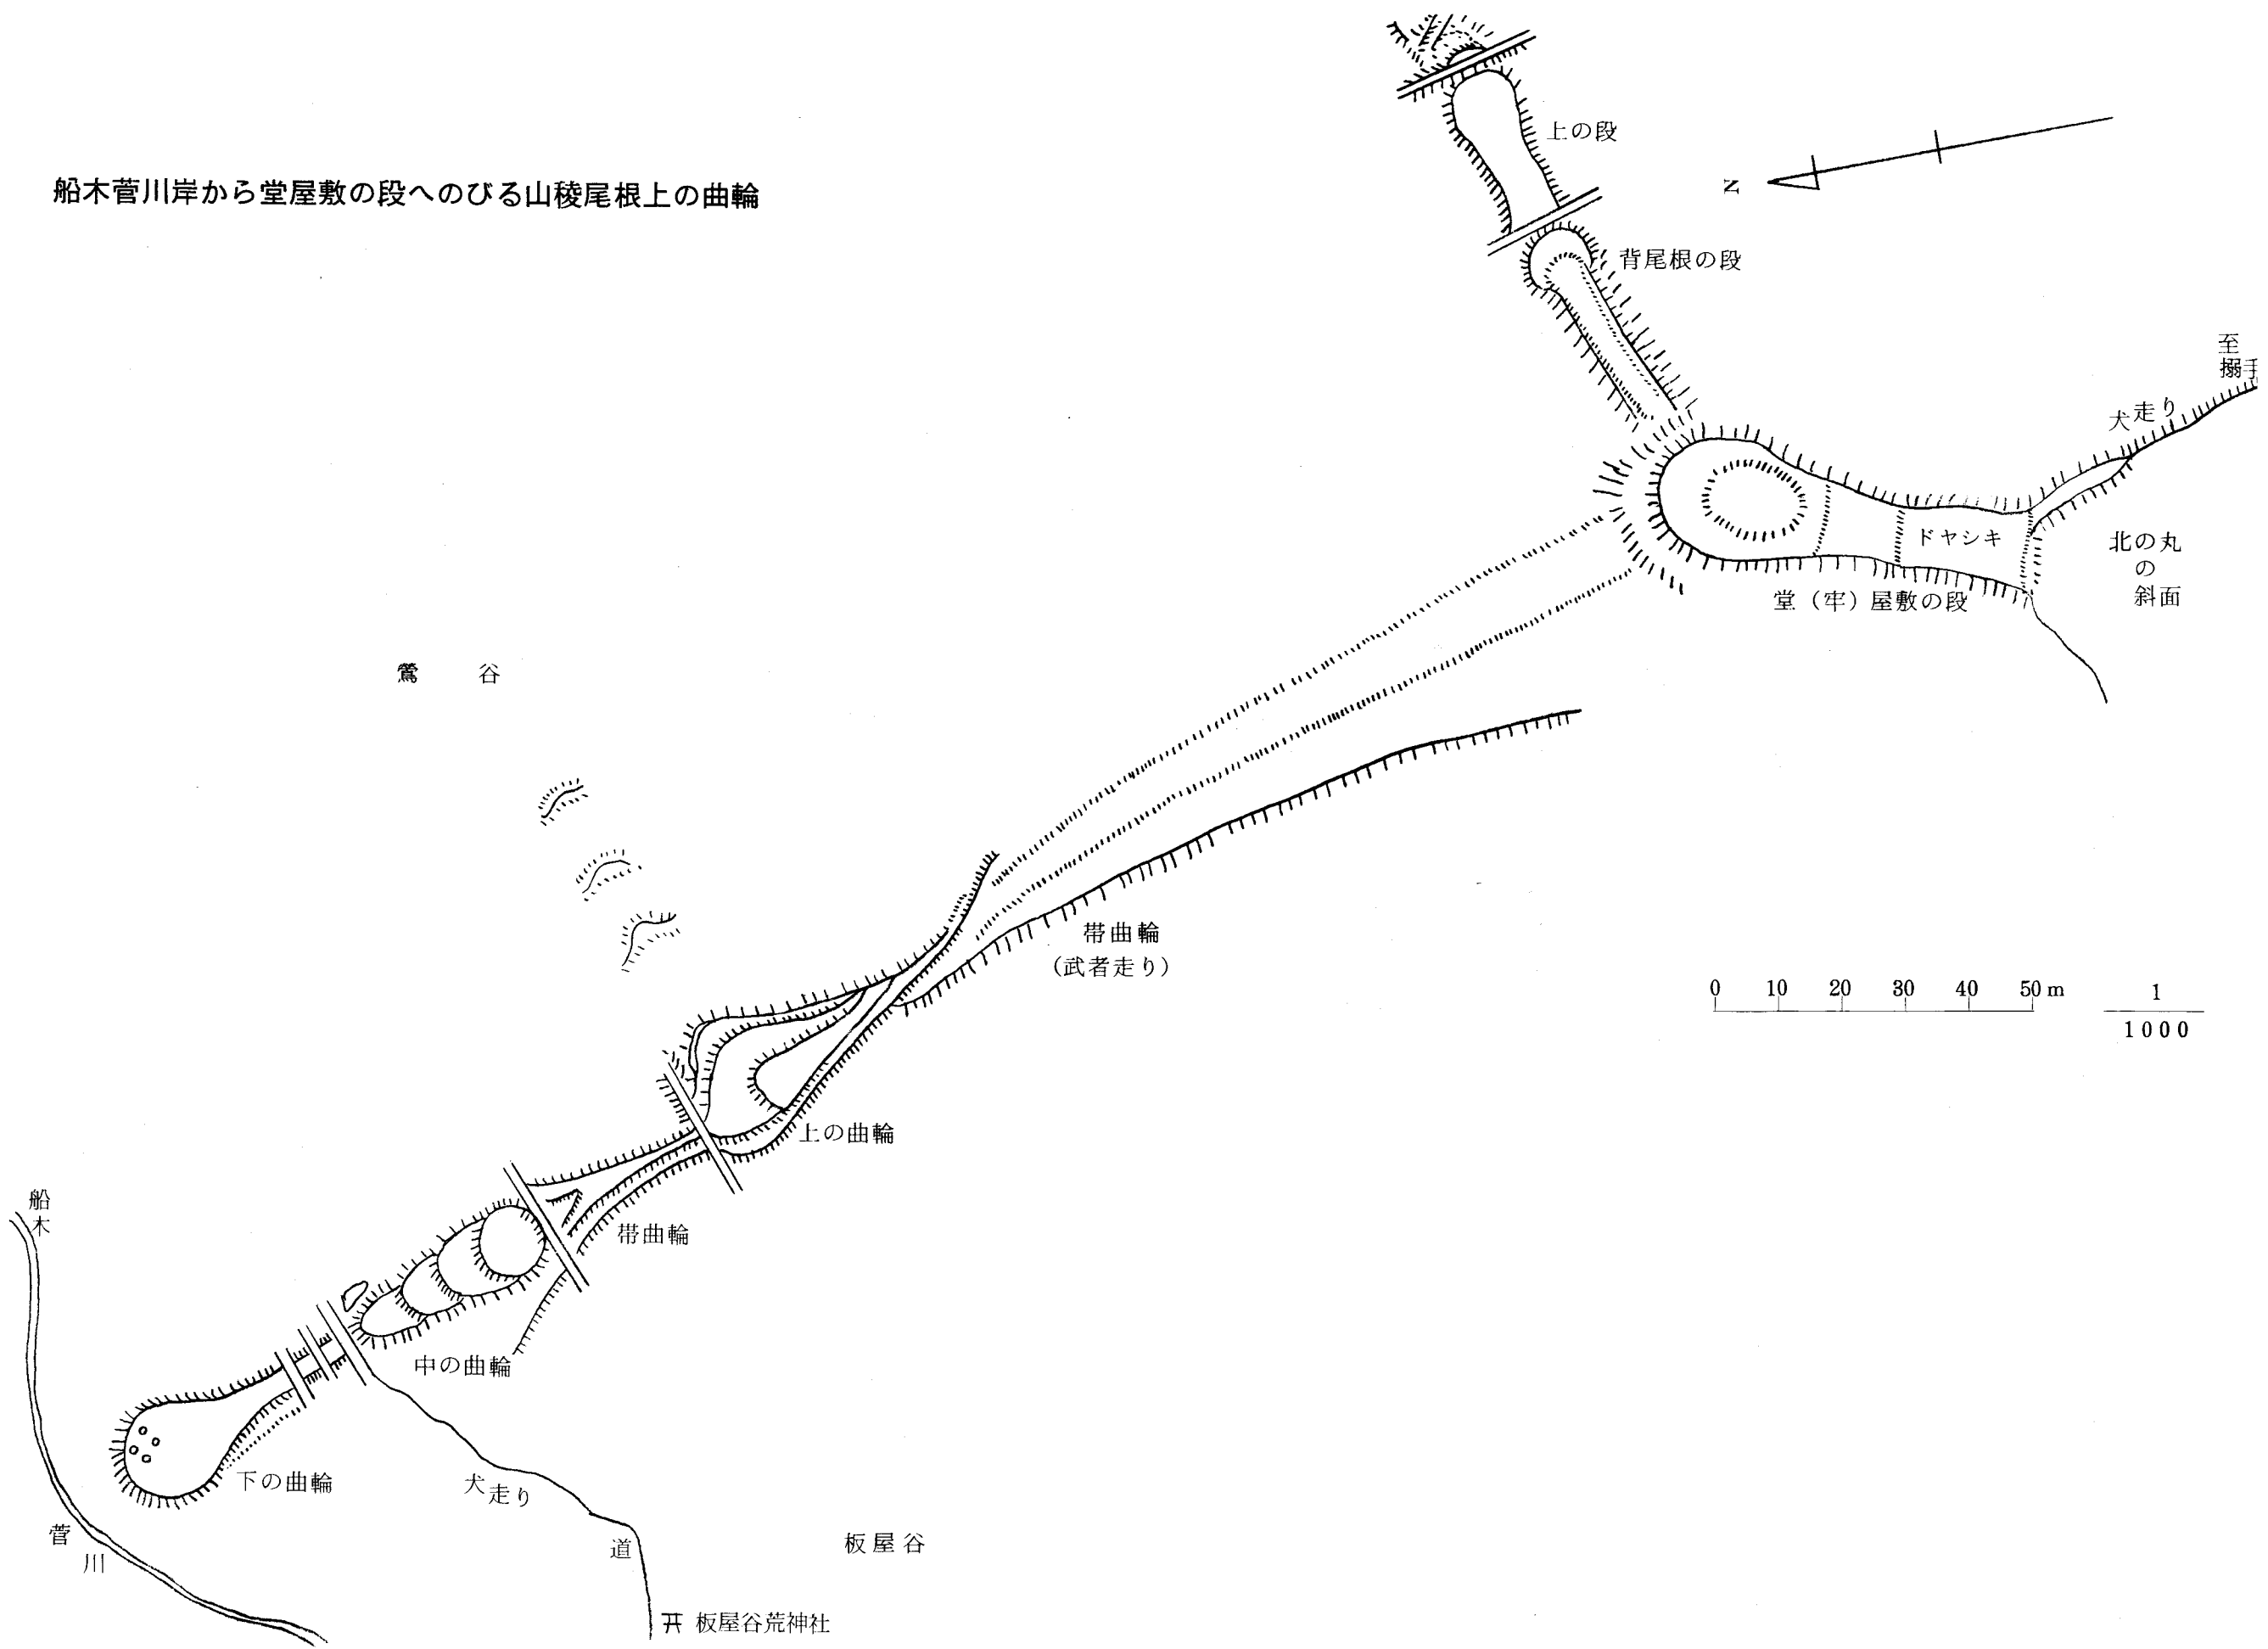 船木菅川岸から堂屋敷の段へのびる山稜尾根上の曲輪
上の段
N
背尾根の段
至
搦手
犬走り
ドヤシキ
北の丸
の
斜面
堂（牢）屋敷の段
鶯谷
帯曲輪
（武者走り）
0 10 20 30 40 50 m
1
1000
上の曲輪
船木
帯曲輪
中の曲輪
下の曲輪
犬走り
菅川
道
板屋谷
板屋谷荒神社